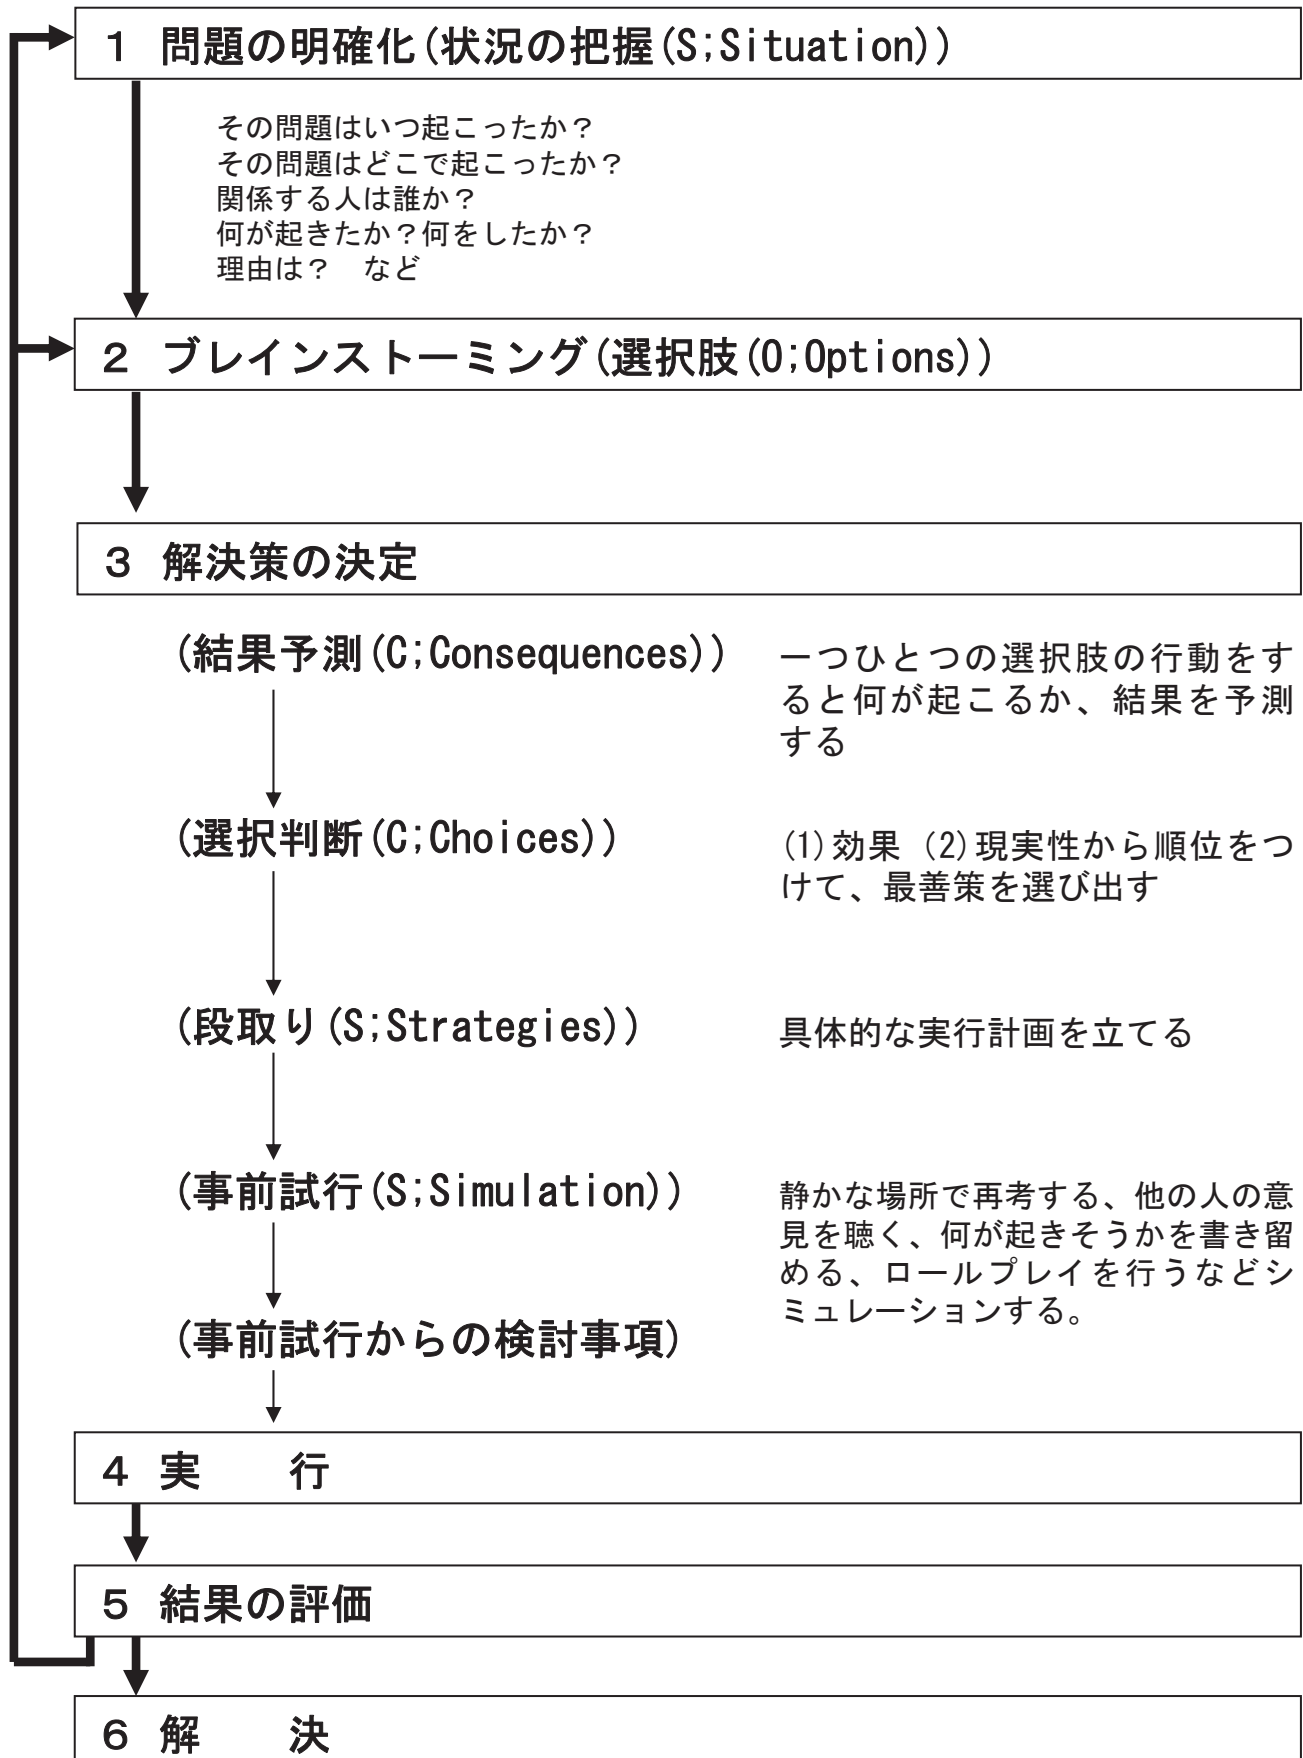 １ 問題の明確化(状況の把握(S;Situation))
その問題はいつ起こったか？
その問題はどこで起こったか？
関係する人は誰か？
何が起きたか？何をしたか？
理由は？　など
２ ブレインストーミング(選択肢(O;Options))
３ 解決策の決定
(結果予測(C;Consequences))
一つひとつの選択肢の行動をす
ると何が起こるか、結果を予測
する
(選択判断(C;Choices))
(1)効果 (2)現実性から順位をつ
けて、最善策を選び出す
(段取り(S;Strategies))
具体的な実行計画を立てる
(事前試行(S;Simulation))
静かな場所で再考する、他の人の意
見を聴く、何が起きそうかを書き留
める、ロールプレイを行うなどシ
ミュレーションする。
(事前試行からの検討事項)
４ 実　　行
５ 結果の評価
６ 解　　決